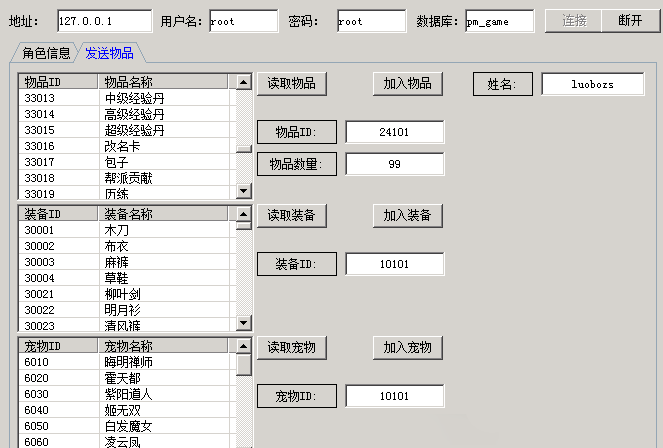 地址: 127.0.0.1 用户名: root 密码: root 数据库: pm_game 连接 断开
角色信息 发送物品
物品ID 物品名称 读取物品 加入物品 姓名: luobozs
33013 中级经验丹
33014 高级经验丹
33015 超级经验丹 物品ID: 24101
33016 改名卡
33017 包子 物品数量: 99
33018 帮派贡献
33019 历练
装备ID 装备名称 读取装备 加入装备
30001 木刀
30002 布衣
30003 麻裤 装备ID: 10101
30004 草鞋
30021 柳叶剑
30022 明月衫
30023 清风裤
宠物ID 宠物名称 读取宠物 加入宠物
6010 晦明禅师
6020 霍天都
6030 紫阳道人
6040 姬无双 宠物ID: 10101
6050 白发魔女
6060 凌云凤